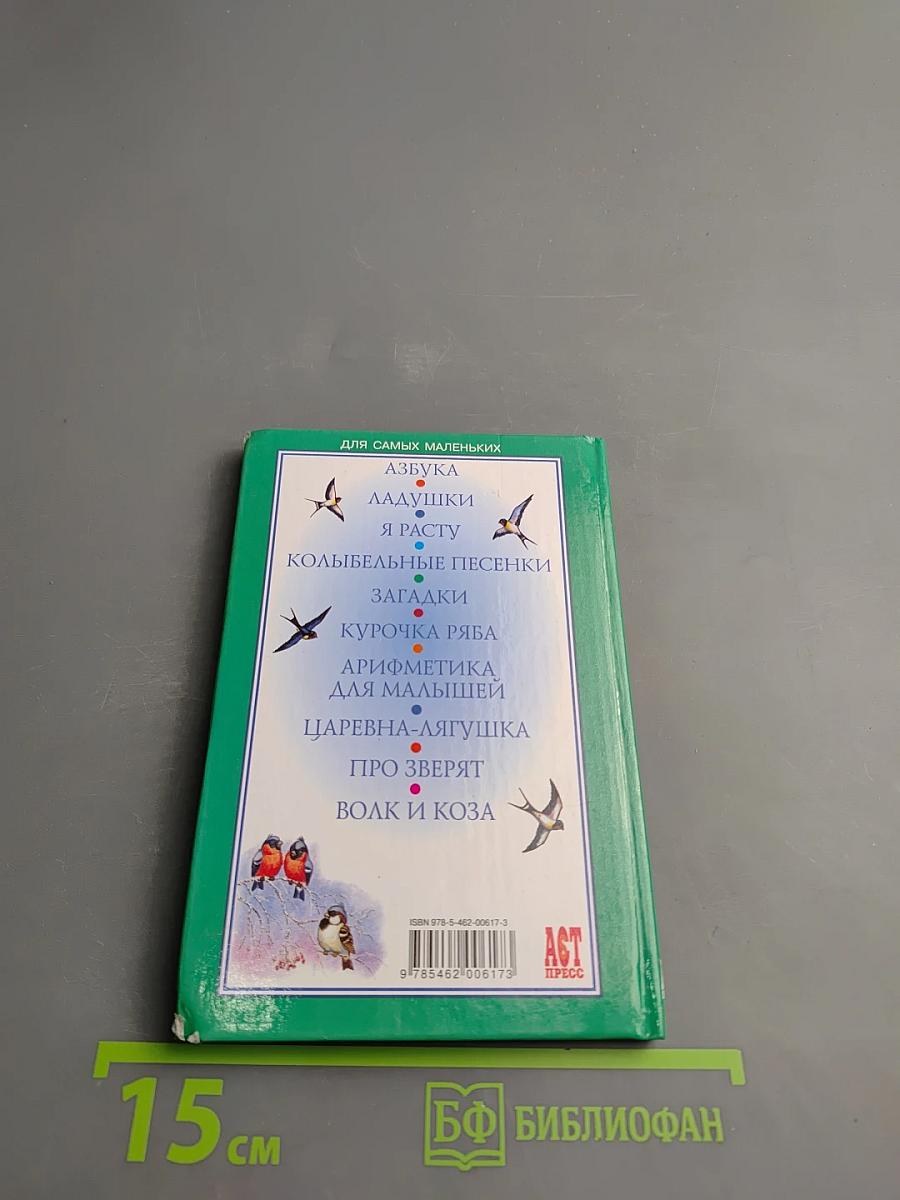 ДЛЯ САМЫХ МАЛЕНЬКИХ
АЗБУКА
ЛАДУШКИ
Я РАСТУ
КОЛЫБЕЛЬНЫЕ ПЕСЕНКИ
ЗАГАДКИ
КУРОЧКА РЯБА
АРИФМЕТИКА
ДЛЯ МАЛЫШЕЙ
ЦАРЕВНА-ЛЯГУШКА
ПРО ЗВЕРЯТ
ВОЛК И КОЗА
ISBN 978-5-462-00617-3
9 785462 006173
АСТ
ПРЕСС
15 см
БФ БИБЛИОФАН